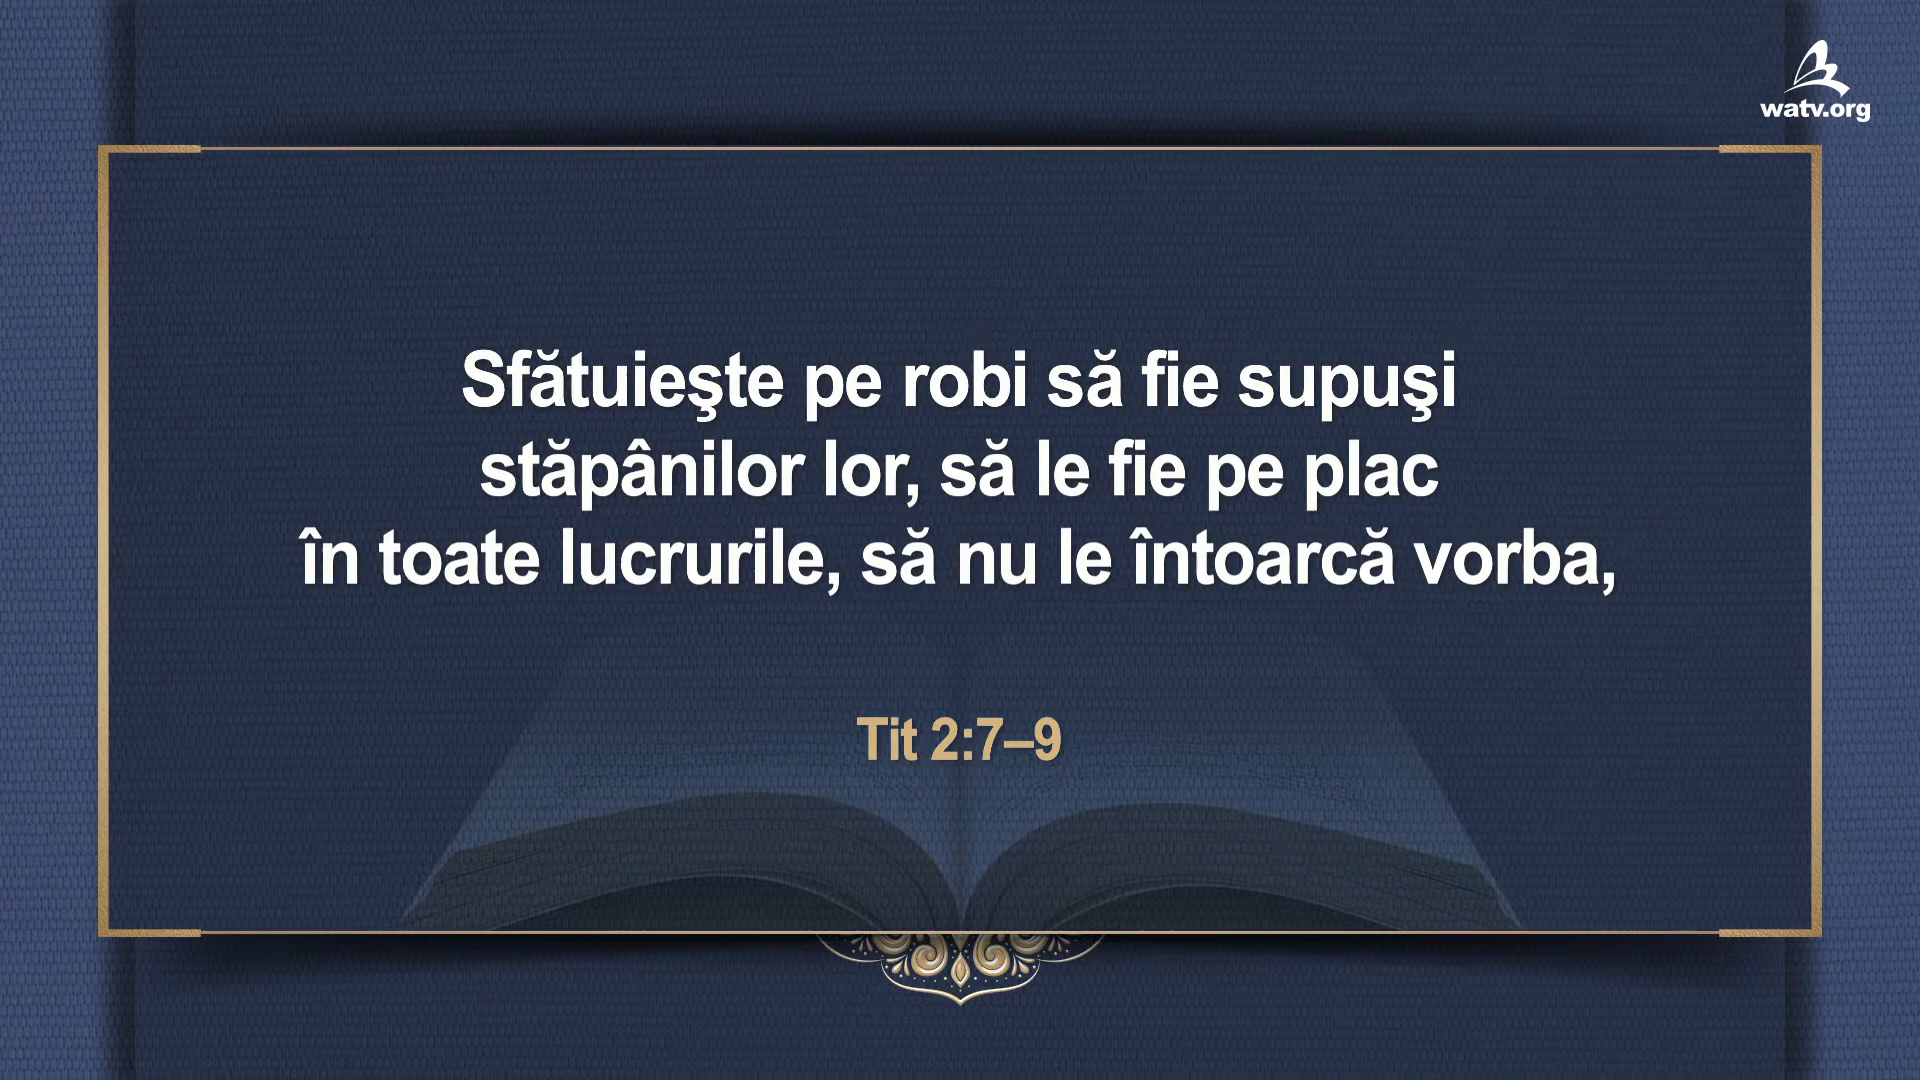 watv.org
Sfătuieşte pe robi să fie supuşi
stăpânilor lor, să le fie pe plac
în toate lucrurile, să nu le întoarcă vorba,
Tit 2:7–9